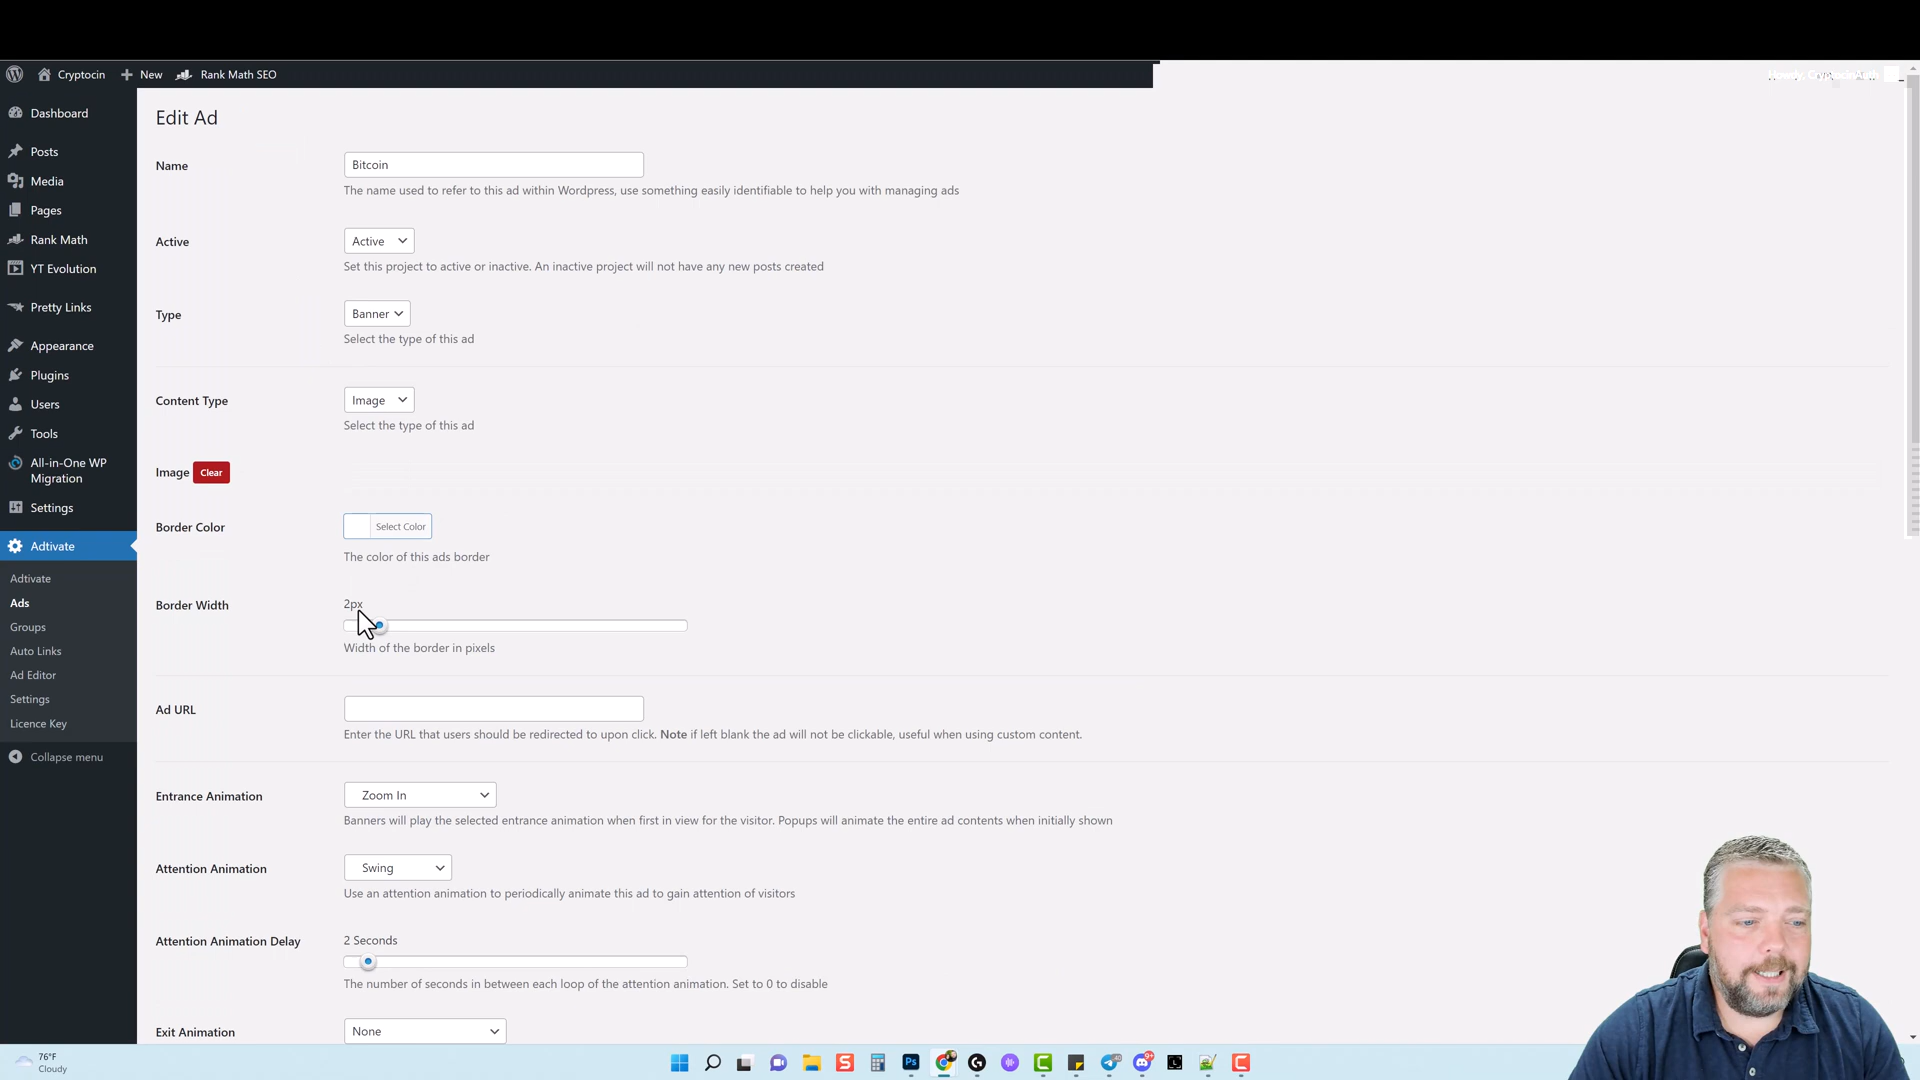 Cryptocin
New
Rank Math SEO
Howdy, CryptocinAuth
Dashboard
Posts
Media
Pages
Rank Math
YT Evolution
Pretty Links
Appearance
Plugins
Users
Tools
All-in-One WP
Migration
Settings
Adtivate
Adtivate
Ads
Groups
Auto Links
Ad Editor
Settings
Licence Key
Collapse menu
Edit Ad
Name
Bitcoin
The name used to refer to this ad within Wordpress, use something easily identifiable to help you with managing ads
Active
Active
Set this project to active or inactive. An inactive project will not have any new posts created
Type
Banner
Select the type of this ad
Content Type
Image
Select the type of this ad
Image
Clear
Border Color
Select Color
The color of this ads border
Border Width
2px
Width of the border in pixels
Ad URL
Enter the URL that users should be redirected to upon click. Note if left blank the ad will not be clickable, useful when using custom content.
Entrance Animation
Zoom In
Banners will play the selected entrance animation when first in view for the visitor. Popups will animate the entire ad contents when initially shown
Attention Animation
Swing
Use an attention animation to periodically animate this ad to gain attention of visitors
Attention Animation Delay
2 Seconds
The number of seconds in between each loop of the attention animation. Set to 0 to disable
Exit Animation
None
76°F
Cloudy